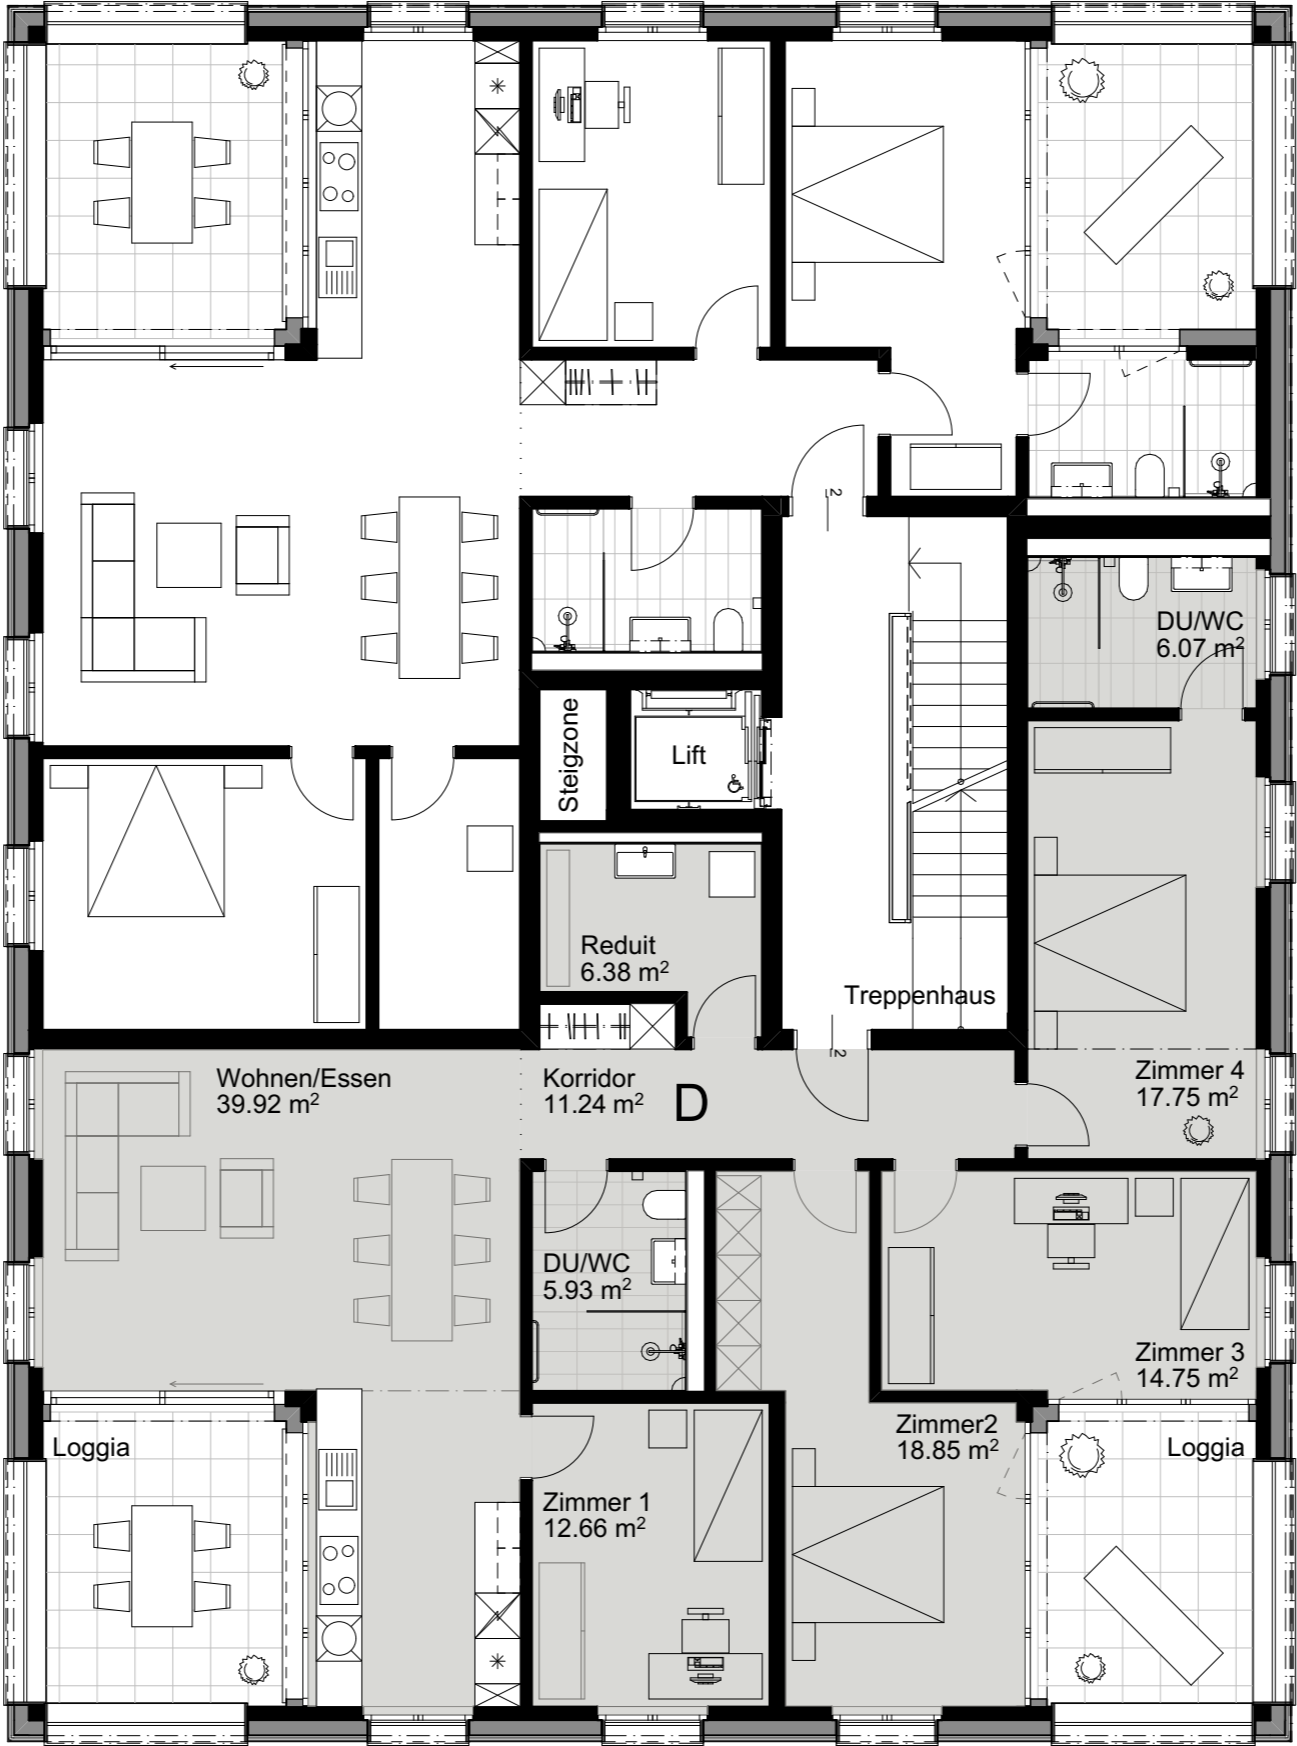 DU/WC
6.07 m²
Steigzone
Lift
Reduit
6.38 m²
Treppenhaus
2
2
Wohnen/Essen
39.92 m²
Korridor
11.24 m²
D
Zimmer 4
17.75 m²
DU/WC
5.93 m²
Zimmer 3
14.75 m²
Loggia
Zimmer2
18.85 m²
Loggia
Zimmer 1
12.66 m²